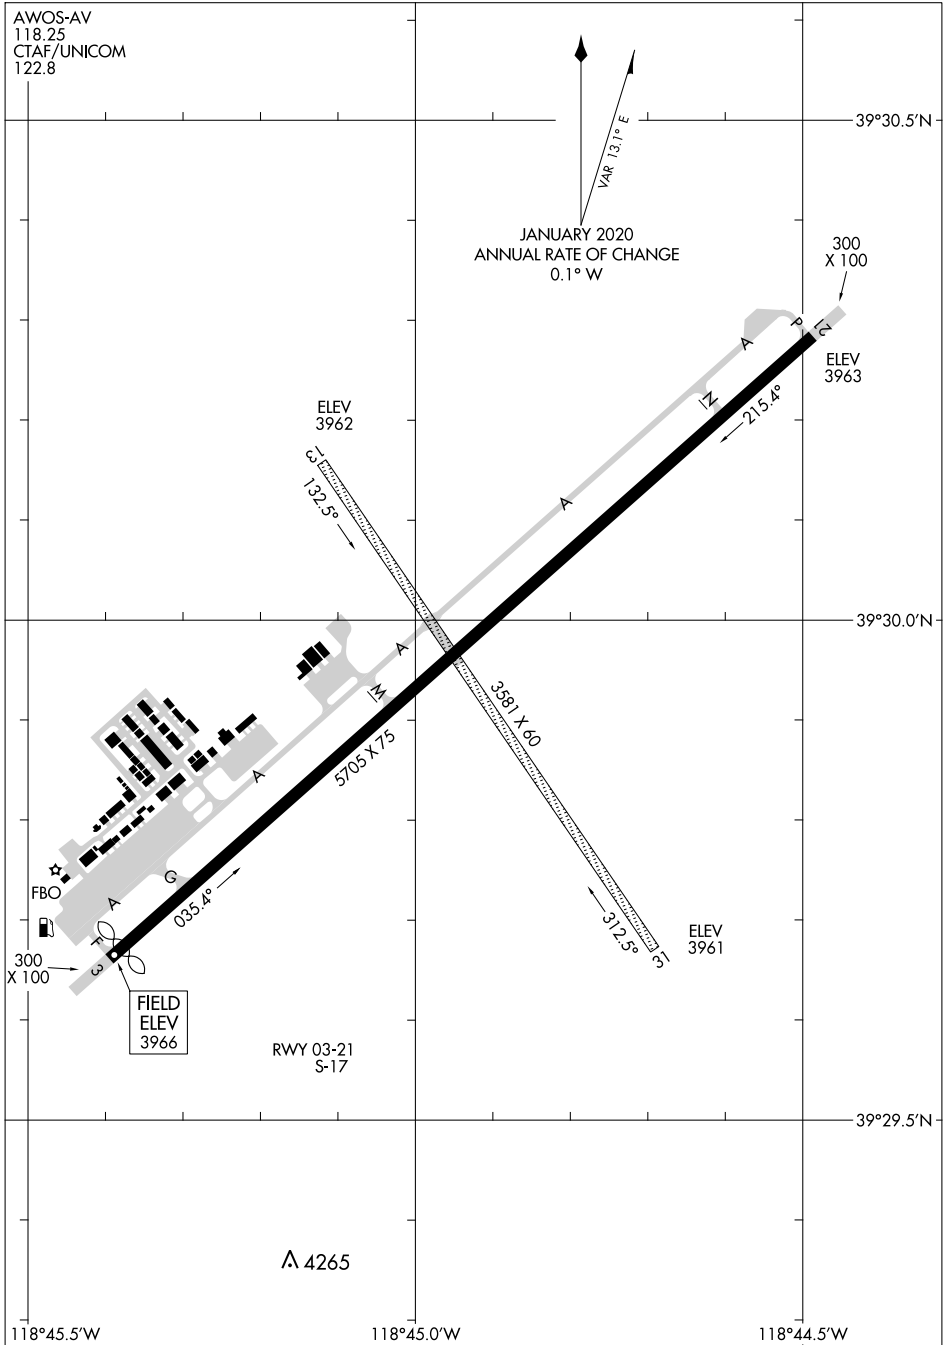 AWOS-AV
118.25
CTAF/UNICOM
122.8
VAR 13.1° E
39°30.5'N
JANUARY 2020
ANNUAL RATE OF CHANGE
0.1° W
300
X 100
P
21
A
ELEV
3963
N
215.4°
ELEV
3962
13
132.5°
A
39°30.0'N
A
M
3581 X 60
5705 X 75
A
G
FBO
A
035.4°
F
3
300
X 100
312.5°
31
ELEV
3961
FIELD
ELEV
3966
RWY 03-21
S-17
39°29.5'N
4265
118°45.5'W
118°45.0'W
118°44.5'W